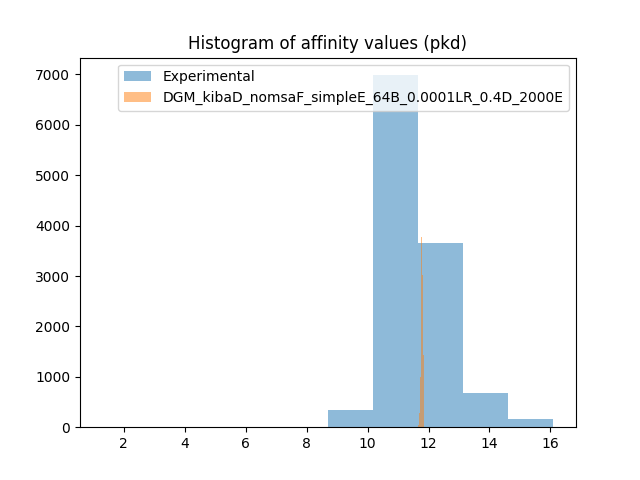 Histogram of affinity values (pkd)
Experimental
DGM_kibaD_nomsaF_simpleE_64B_0.0001LR_0.4D_2000E
7000
6000
5000
4000
3000
2000
1000
0
2 4 6 8 10 12 14 16